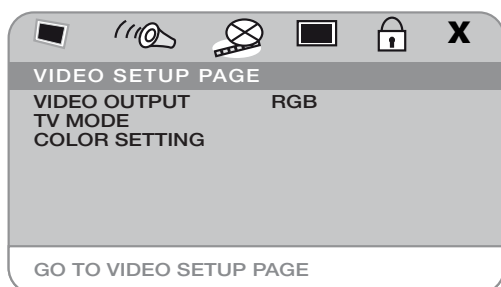 X
VIDEO SETUP PAGE
VIDEO OUTPUT RGB
TV MODE
COLOR SETTING
GO TO VIDEO SETUP PAGE